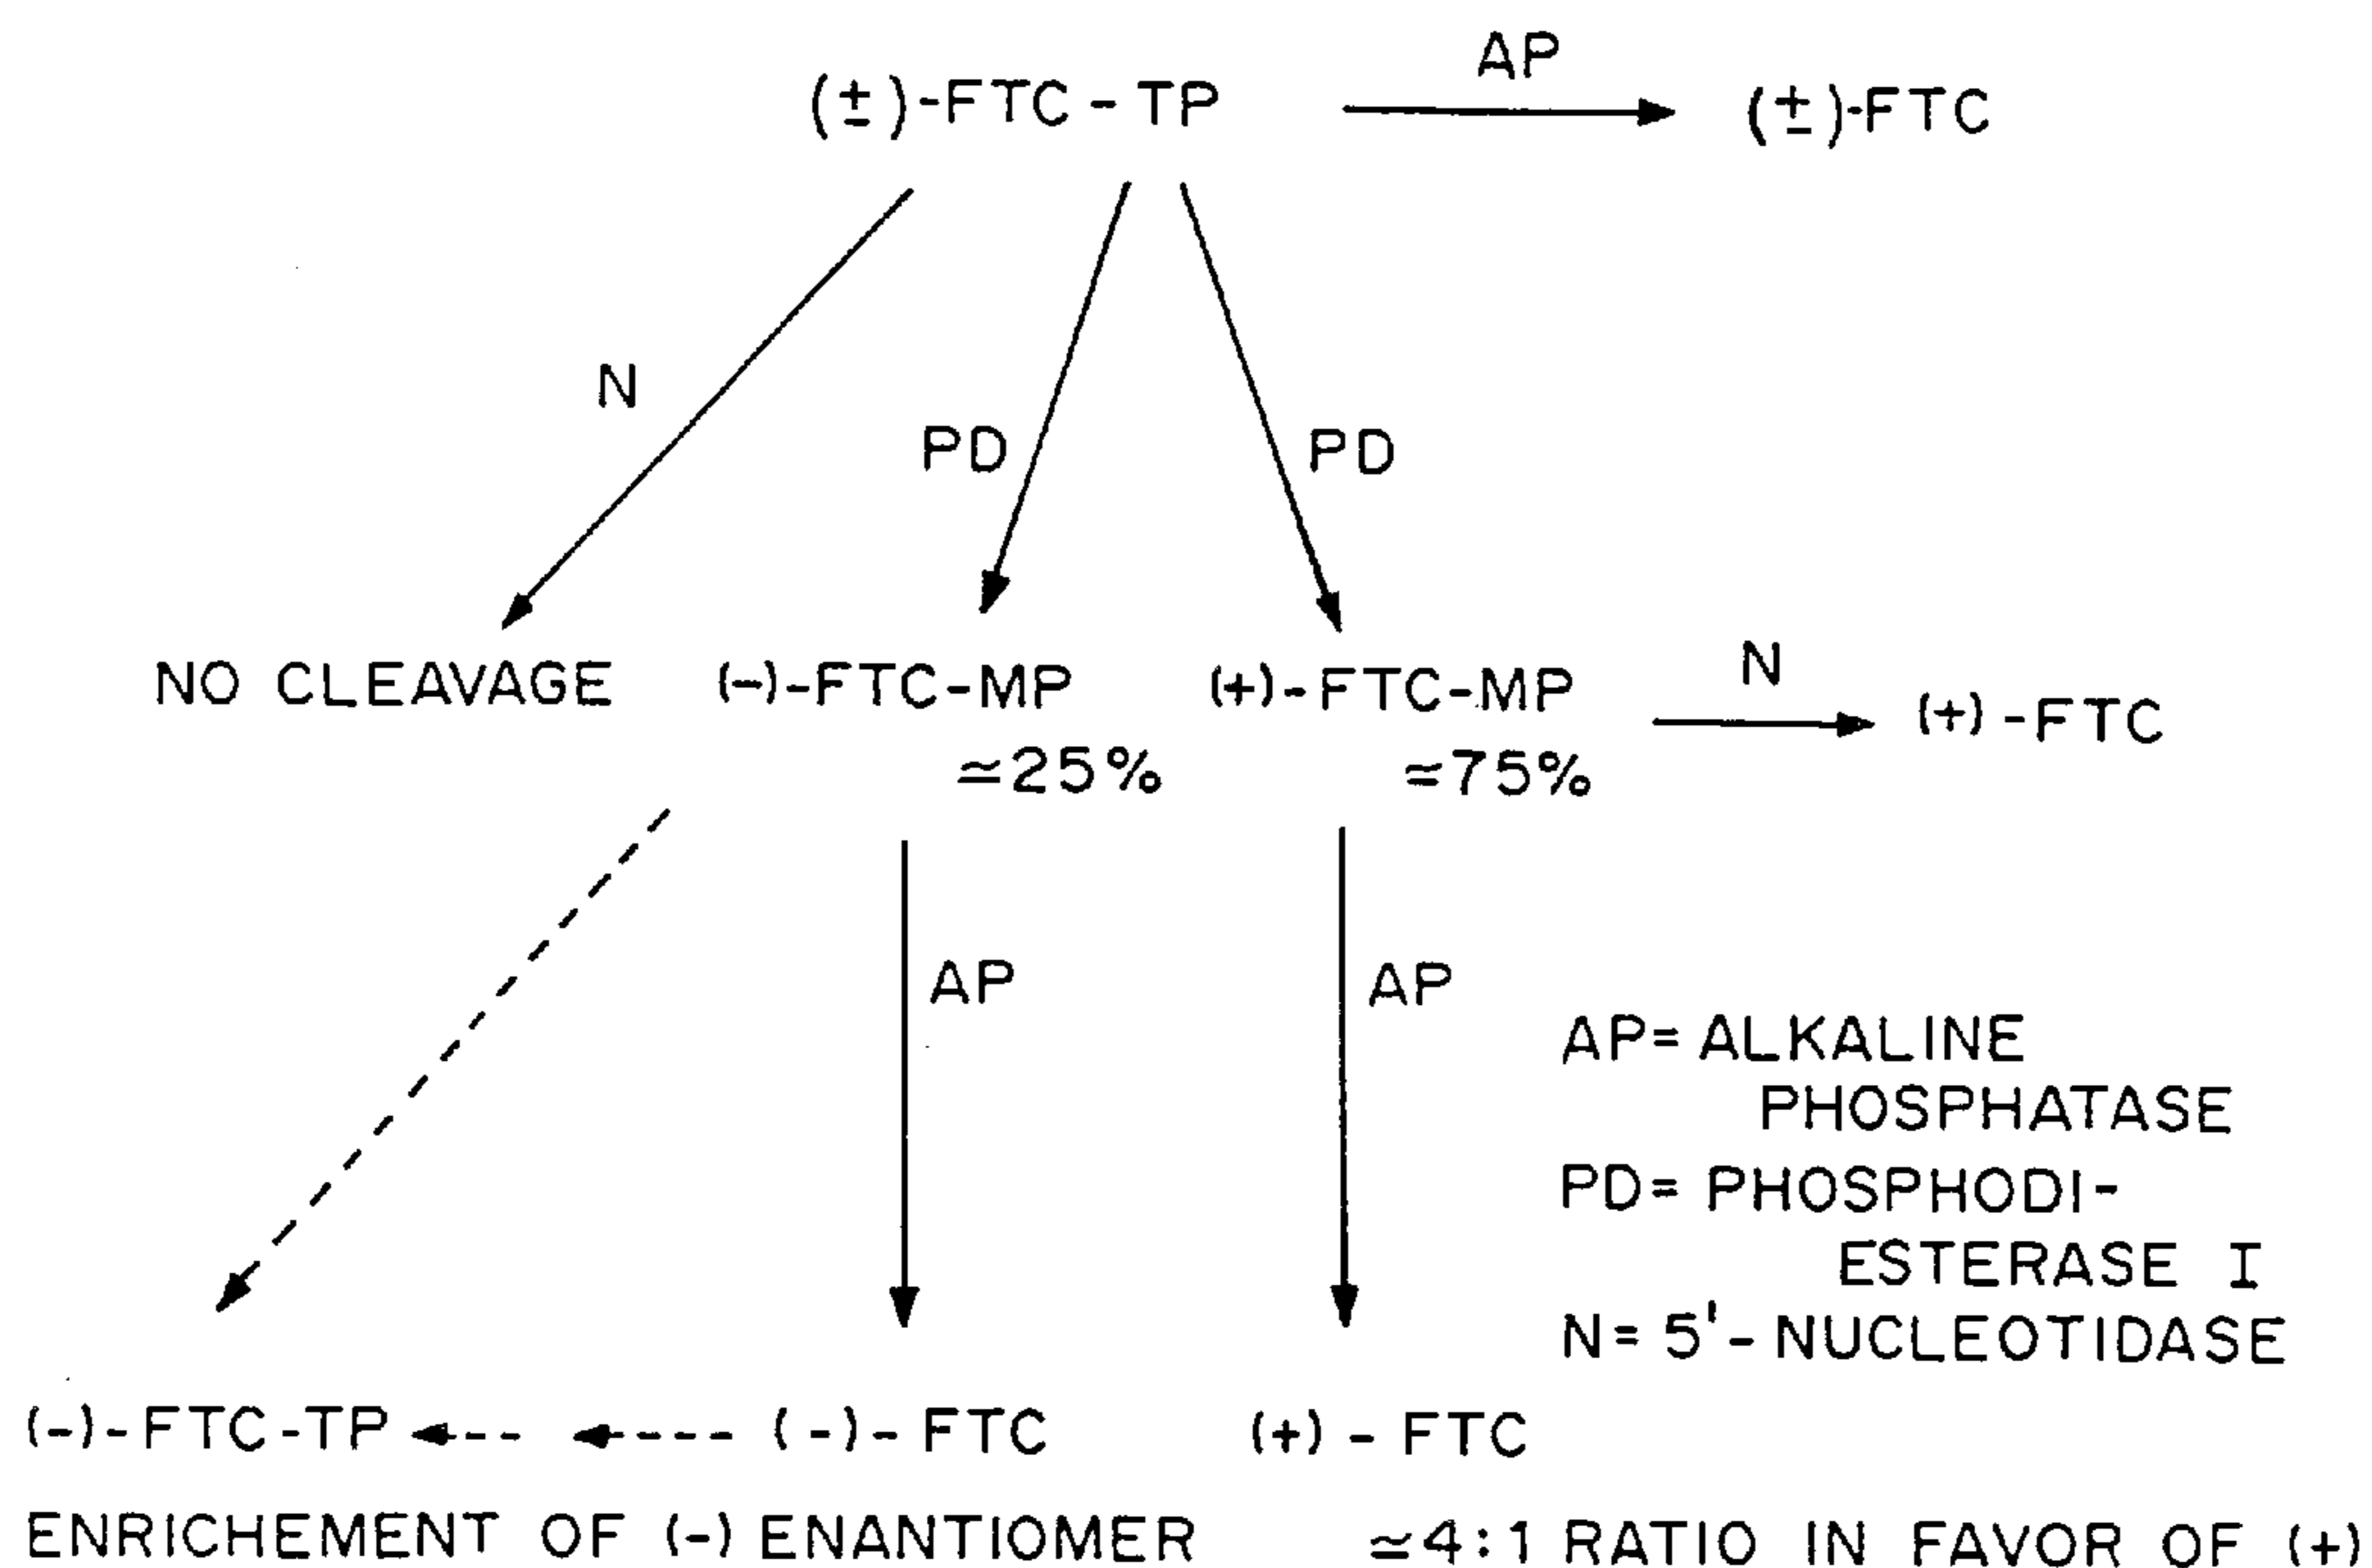 AP
(±)-FTC-TP
(±)-FTC
N
PD
PD
NO CLEAVAGE
(-)-FTC-MP
≃25%
(+)-FTC-MP
≃75%
N
(+)-FTC
AP
AP
AP= ALKALINE
PHOSPHATASE
PD= PHOSPHODI-
ESTERASE I
N= 5'-NUCLEOTIDASE
(-)-FTC-TP
(-)-FTC
(+)-FTC
ENRICHEMENT OF (-) ENANTIOMER
≃4:1 RATIO IN FAVOR OF (+)